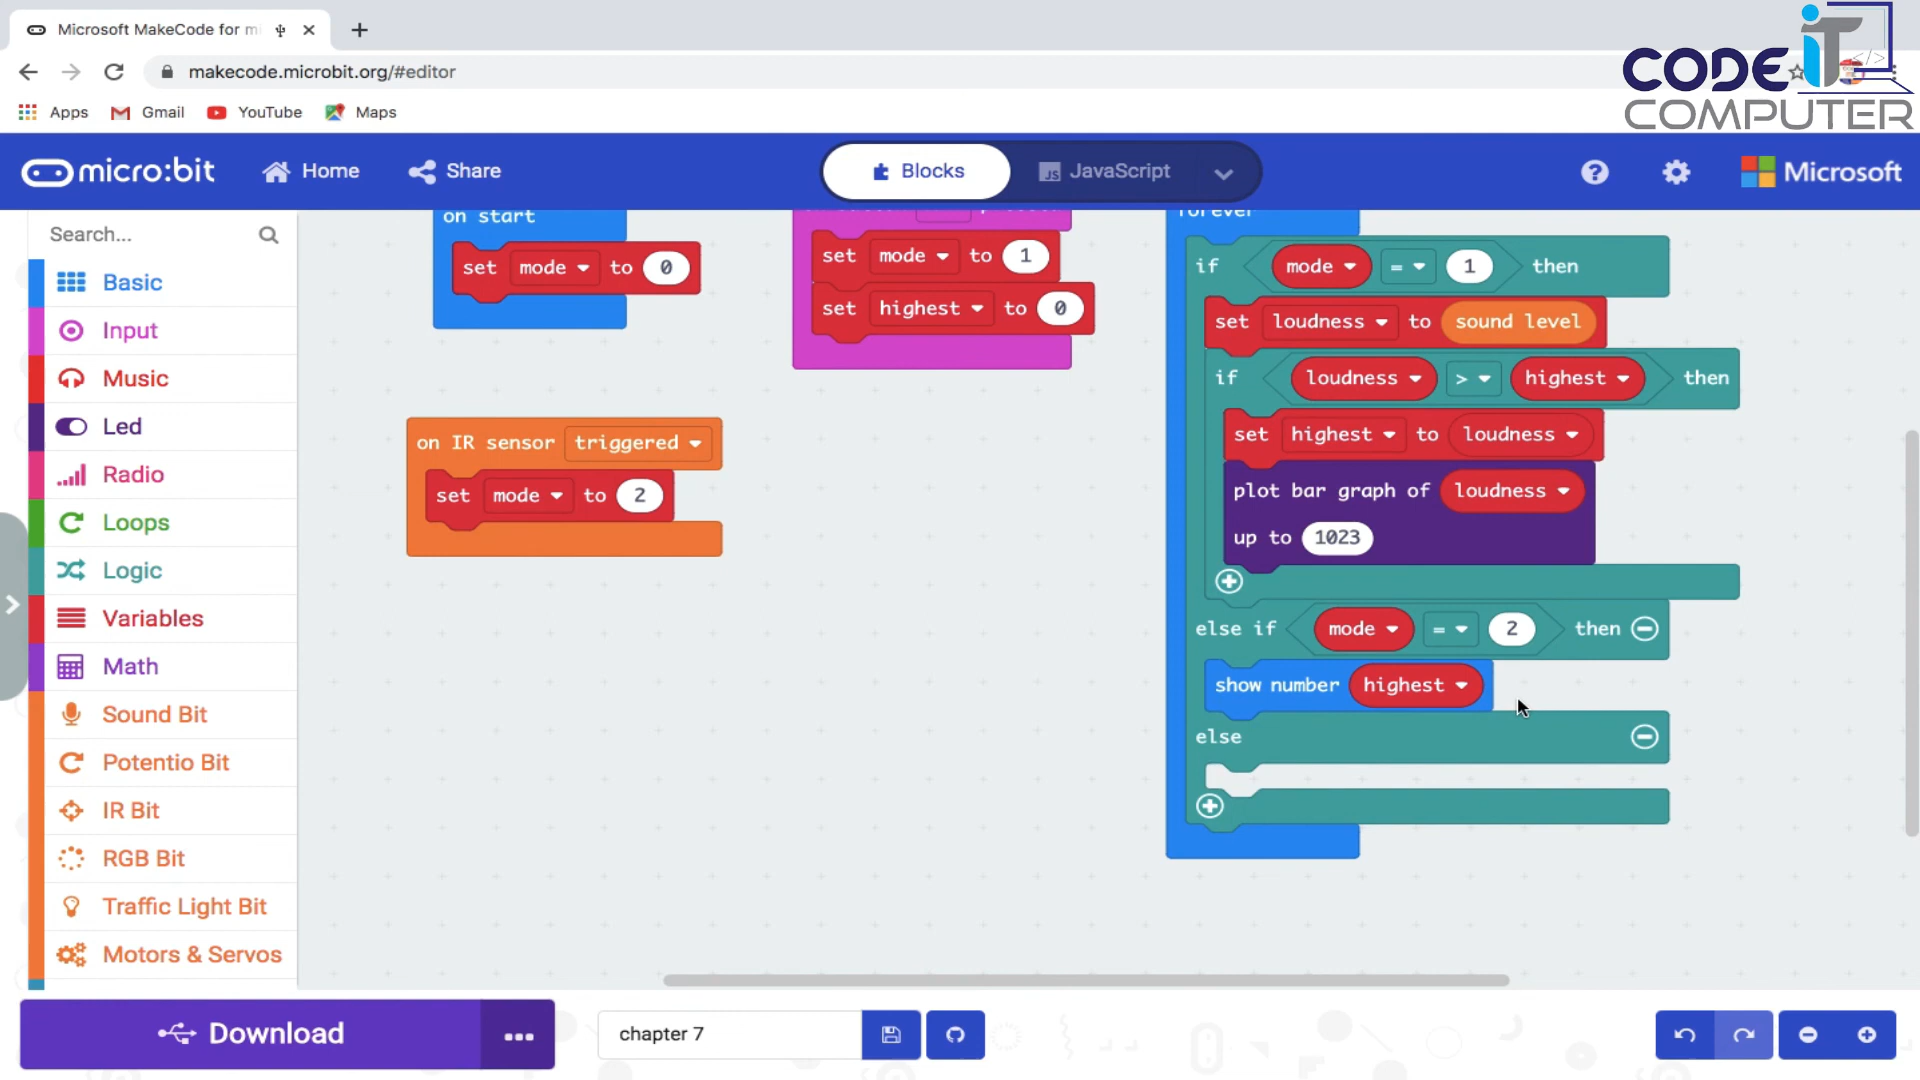 Microsoft MakeCode for mi
makecode.microbit.org/#editor
Apps
Gmail
YouTube
Maps
CODE iT
COMPUTER
micro:bit
Home
Share
Blocks
JavaScript
Microsoft
Search...
Basic
Input
Music
Led
Radio
Loops
Logic
Variables
Math
Sound Bit
Potentio Bit
IR Bit
RGB Bit
Traffic Light Bit
Motors & Servos
on start
set mode to 0
on IR sensor triggered
set mode to 2
set mode to 1
set highest to 0
forever
if mode = 1 then
set loudness to sound level
if loudness > highest then
set highest to loudness
plot bar graph of loudness
up to 1023
else if mode = 2 then
show number highest
else
Download
chapter 7